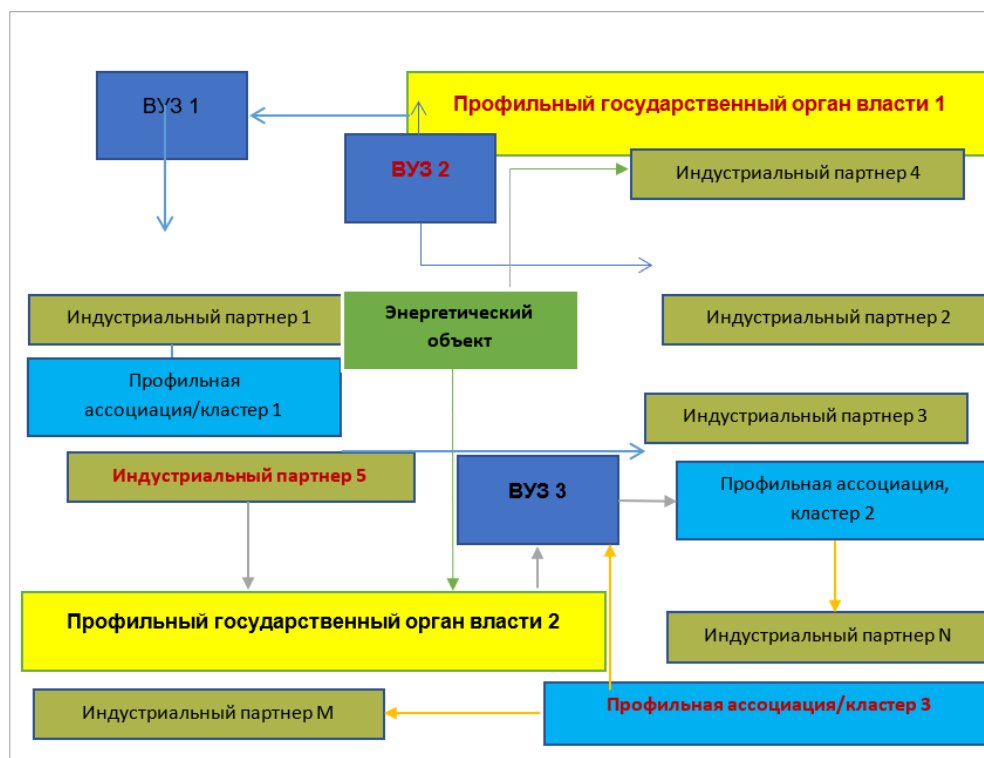 ВУЗ 1
Профильный государственный орган власти 1
ВУЗ 2
Индустриальный партнер 4
Индустриальный партнер 1
Энергетический
объект
Индустриальный партнер 2
Профильная
ассоциация/кластер 1
Индустриальный партнер 3
Индустриальный партнер 5
ВУЗ 3
Профильная ассоциация,
кластер 2
Профильный государственный орган власти 2
Индустриальный партнер N
Индустриальный партнер М
Профильная ассоциация/кластер 3